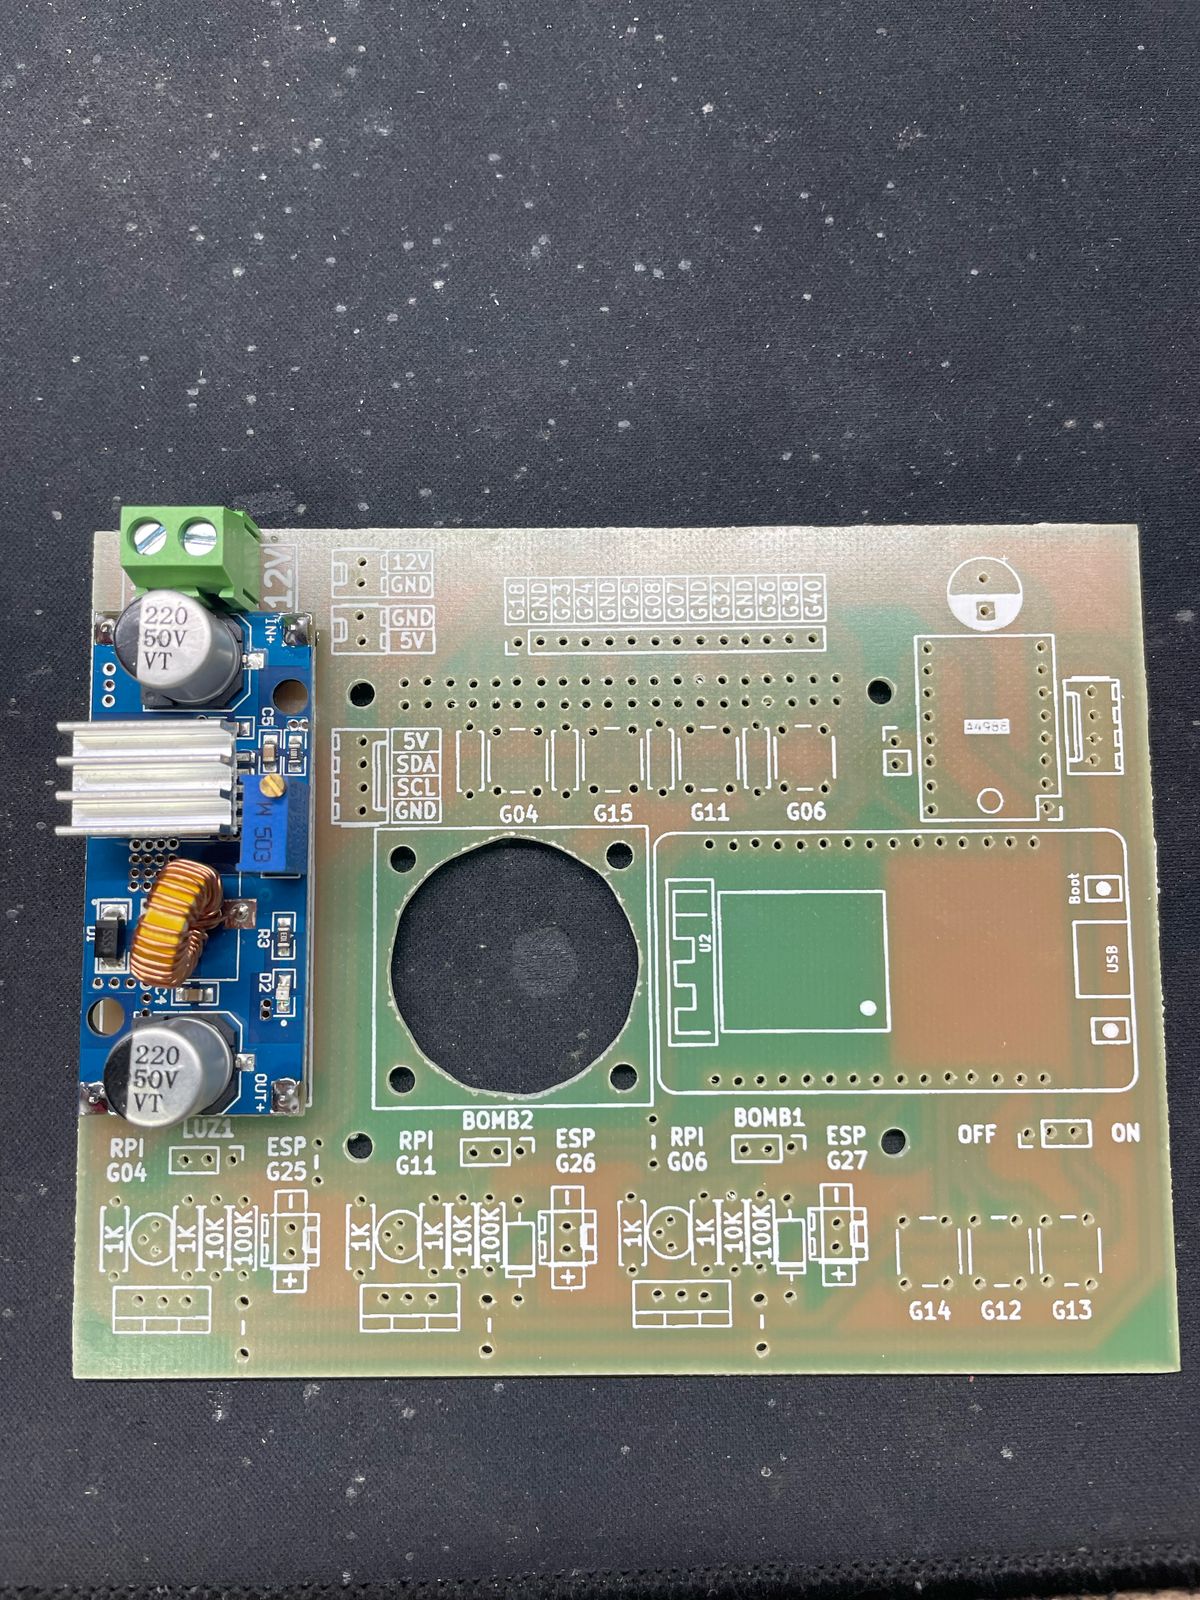 12V
12V
GND
GND
5V
G18
GND
G23
G24
GND
G25
G08
G07
GND
G32
GND
G36
G38
G40
220
50V
VT
IN+
C5
W 503
D1
R3
D2
C4
OUT+
220
50V
VT
5V
SDA
SCL
GND
G04
G15
G11
G06
U2
Boot
USB
LUZ1
RPI
G04
ESP
G25
BOMB2
RPI
G11
ESP
G26
BOMB1
RPI
G06
ESP
G27
OFF
ON
1K
1K
10K
100K
- +
1K
1K
10K
100K
- +
1K
1K
10K
100K
- +
G14
G12
G13